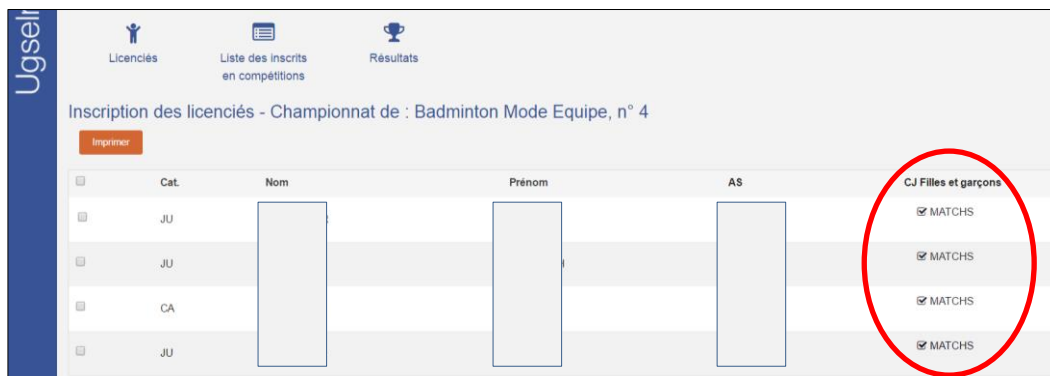 Ugselr
Licenciés
Liste des inscrits
en compétitions
Résultats
Inscription des licenciés - Championnat de : Badminton Mode Equipe, n° 4
Imprimer
Cat. Nom Prénom AS CJ Filles et garçons
JU MATCHS
JU MATCHS
CA MATCHS
JU MATCHS